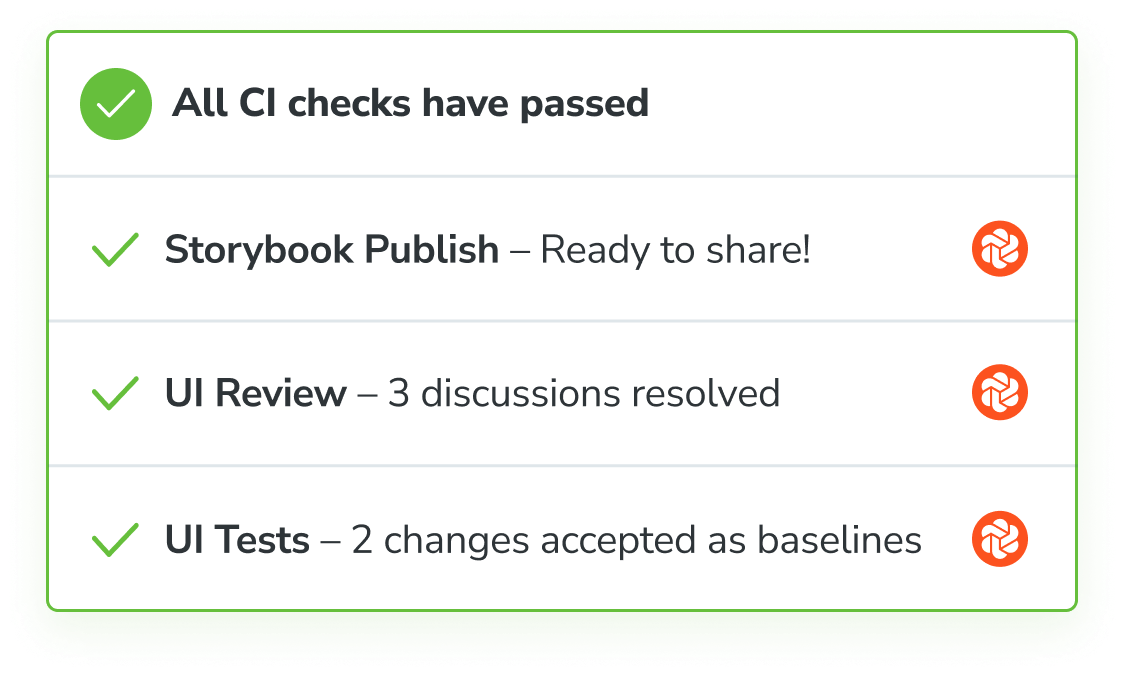 All CI checks have passed
Storybook Publish – Ready to share!
UI Review – 3 discussions resolved
UI Tests – 2 changes accepted as baselines